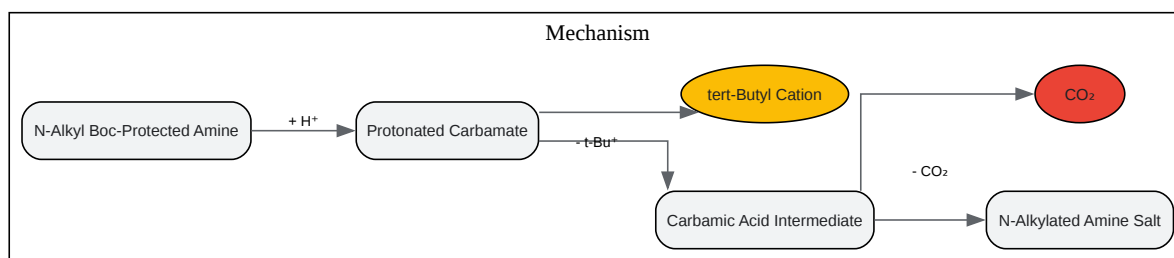 Mechanism
N-Alkyl Boc-Protected Amine
+ H⁺
Protonated Carbamate
tert-Butyl Cation
- t-Bu⁺
CO₂
- CO₂
Carbamic Acid Intermediate
N-Alkylated Amine Salt